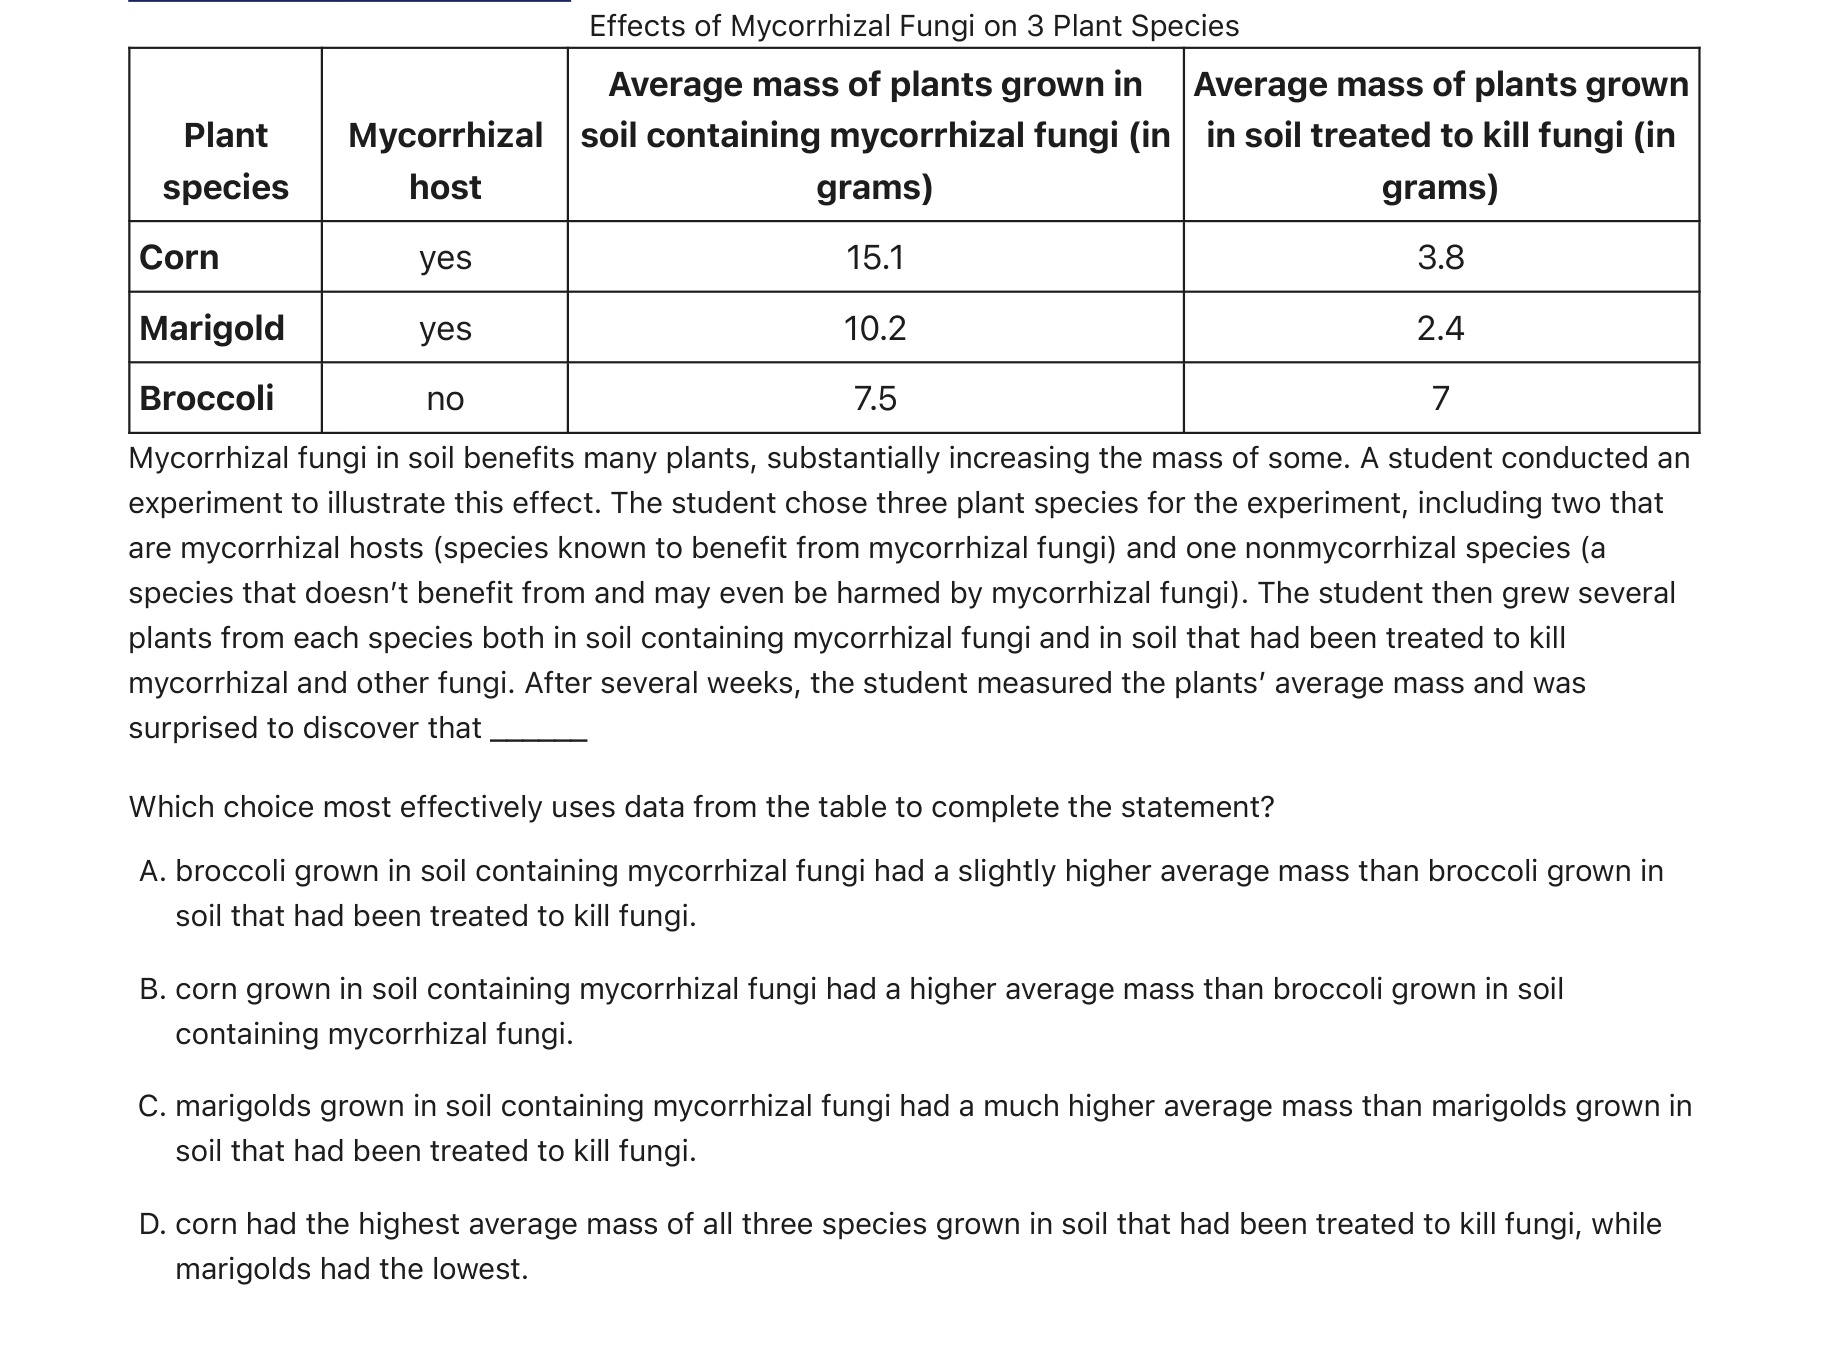 Effects of Mycorrhizal Fungi on 3 Plant Species
Plant species
Mycorrhizal host
Average mass of plants grown in soil containing mycorrhizal fungi (in grams)
Average mass of plants grown in soil treated to kill fungi (in grams)
Corn yes 15.1 3.8
Marigold yes 10.2 2.4
Broccoli no 7.5 7
Mycorrhizal fungi in soil benefits many plants, substantially increasing the mass of some. A student conducted an
experiment to illustrate this effect. The student chose three plant species for the experiment, including two that
are mycorrhizal hosts (species known to benefit from mycorrhizal fungi) and one nonmycorrhizal species (a
species that doesn’t benefit from and may even be harmed by mycorrhizal fungi). The student then grew several
plants from each species both in soil containing mycorrhizal fungi and in soil that had been treated to kill
mycorrhizal and other fungi. After several weeks, the student measured the plants’ average mass and was
surprised to discover that ______
Which choice most effectively uses data from the table to complete the statement?
A. broccoli grown in soil containing mycorrhizal fungi had a slightly higher average mass than broccoli grown in
soil that had been treated to kill fungi.
B. corn grown in soil containing mycorrhizal fungi had a higher average mass than broccoli grown in soil
containing mycorrhizal fungi.
C. marigolds grown in soil containing mycorrhizal fungi had a much higher average mass than marigolds grown in
soil that had been treated to kill fungi.
D. corn had the highest average mass of all three species grown in soil that had been treated to kill fungi, while
marigolds had the lowest.